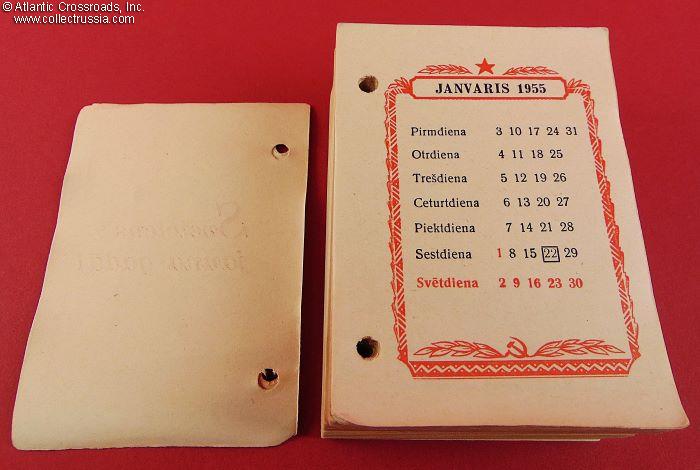 © Atlantic Crossroads, Inc.
www.collectrussia.com
JANVARIS 1955
Pirmdiena 3 10 17 24 31
Otrdiena 4 11 18 25
Trešdiena 5 12 19 26
Ceturtdiena 6 13 20 27
Piektdiena 7 14 21 28
Sestdiena 1 8 15 22 29
Svētdiena 2 9 16 23 30